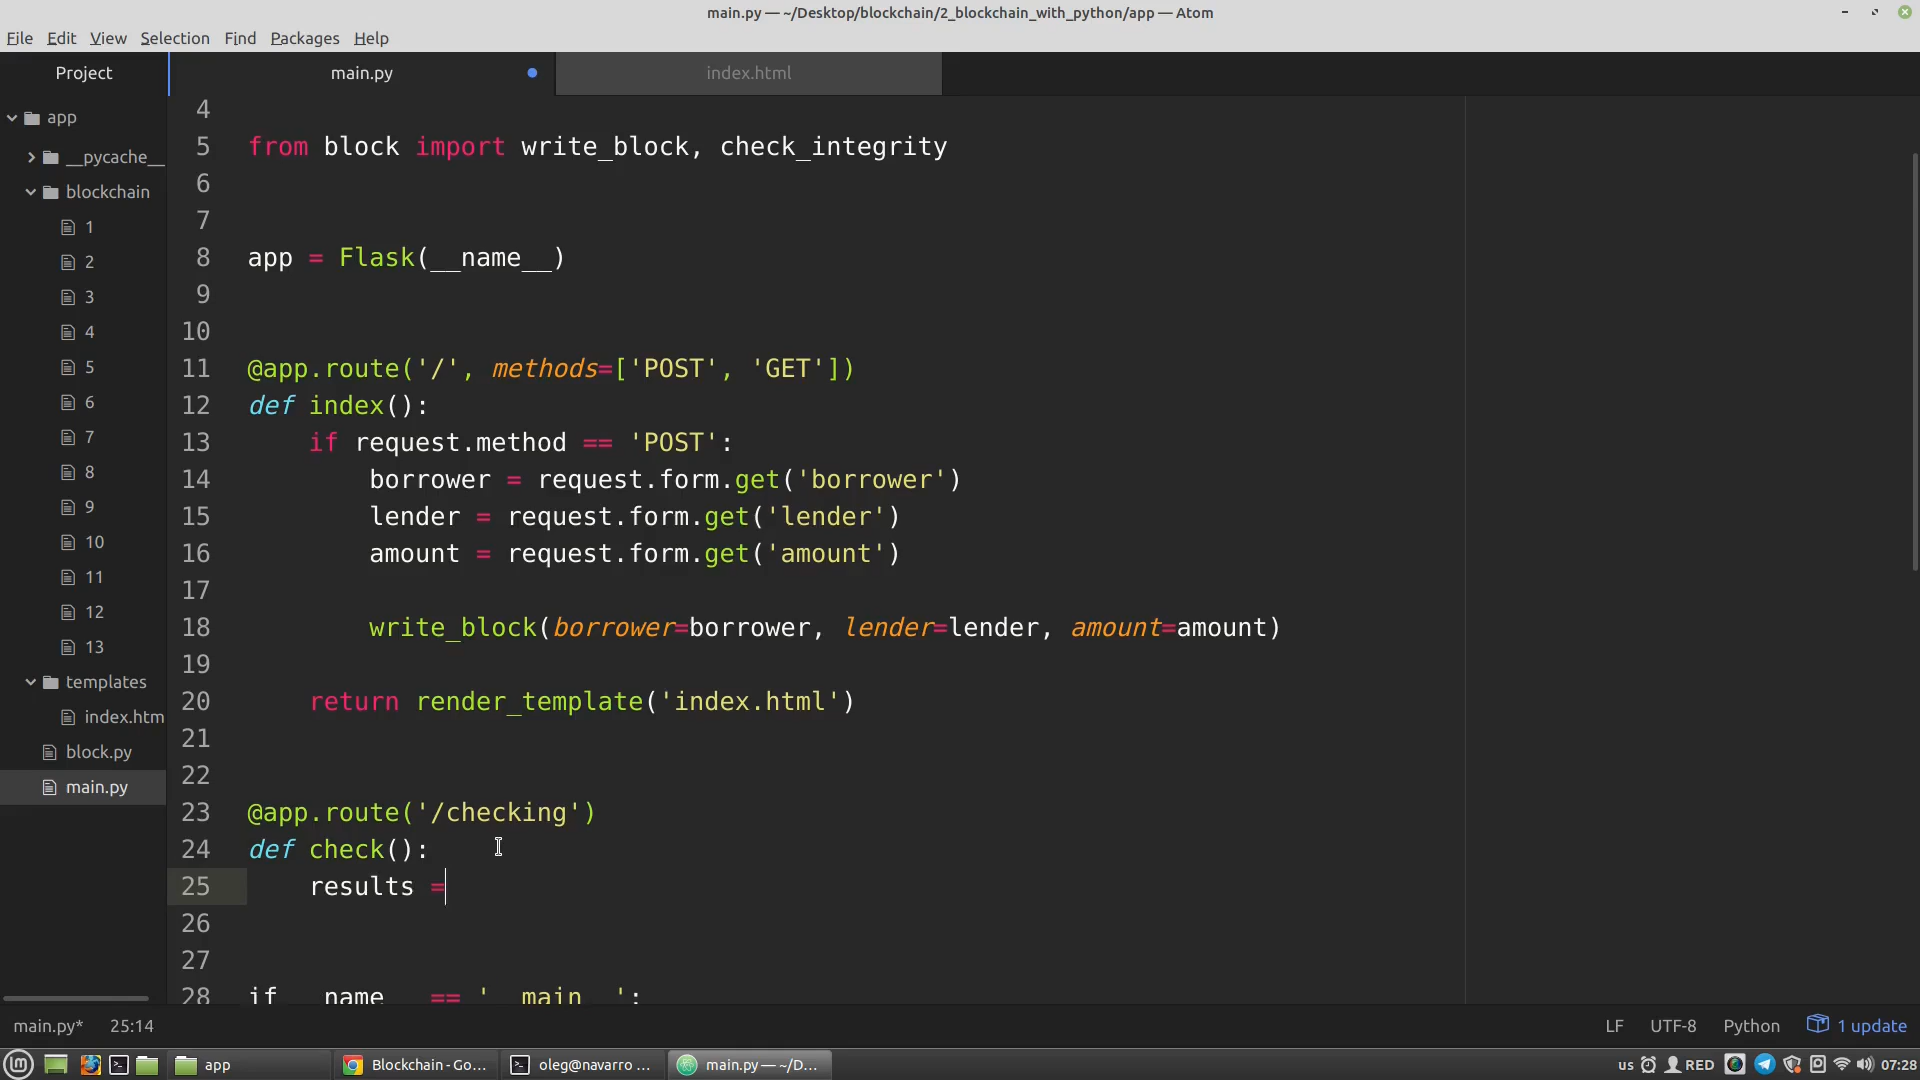 main.py — ~/Desktop/blockchain/2_blockchain_with_python/app — Atom
File Edit View Selection Find Packages Help
Project
main.py
index.html
app
__pycache__
blockchain
1
2
3
4
5
6
7
8
9
10
11
12
13
templates
index.htm
block.py
main.py
4
5 from block import write_block, check_integrity
6
7
8 app = Flask(__name__)
9
10
11 @app.route('/', methods=['POST', 'GET'])
12 def index():
13     if request.method == 'POST':
14         borrower = request.form.get('borrower')
15         lender = request.form.get('lender')
16         amount = request.form.get('amount')
17
18         write_block(borrower=borrower, lender=lender, amount=amount)
19
20     return render_template('index.html')
21
22
23 @app.route('/checking')
24 def check():
25     results =
26
27
28 if __name__ == '__main__':
main.py* 25:14
LF UTF-8 Python 1 update
app
Blockchain - Go...
oleg@navarro ...
main.py — ~/D...
us RED 07:28